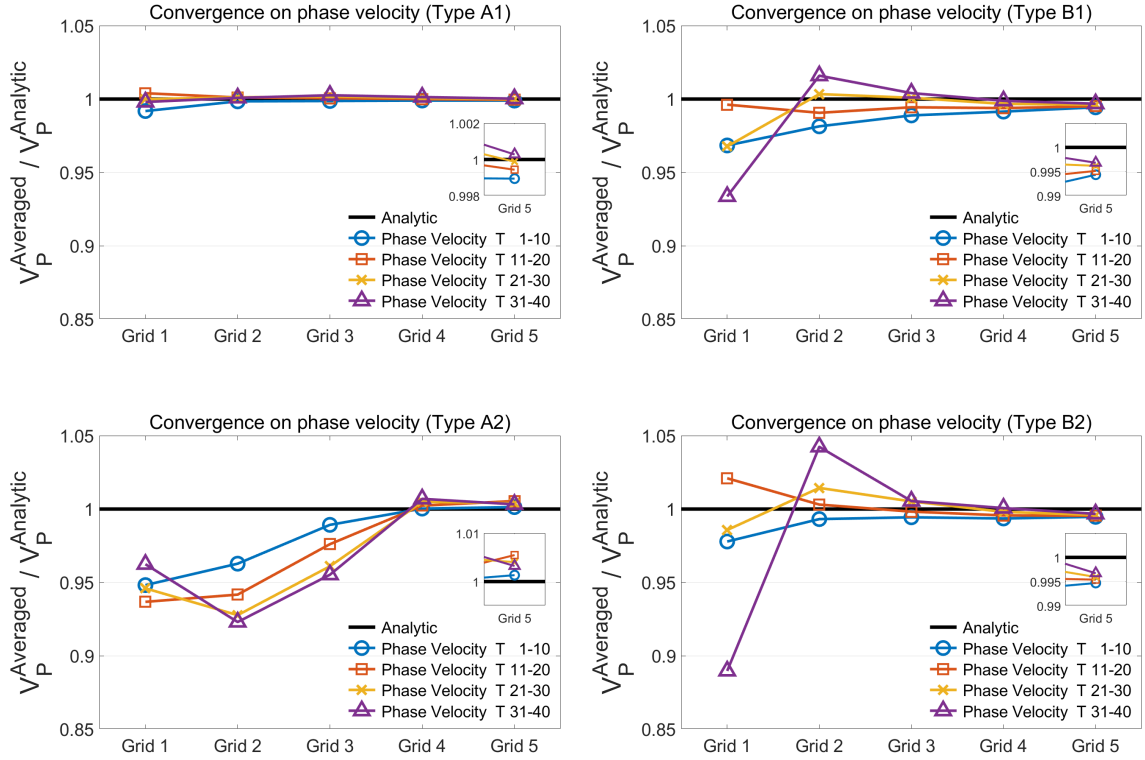 Convergence on phase velocity (Type A1)
V_P^Averaged / V_P^Analytic
1.05
1
0.95
0.9
0.85
Grid 1 Grid 2 Grid 3 Grid 4 Grid 5
1.002
1
0.998
Grid 5
Analytic
Phase Velocity T 1-10
Phase Velocity T 11-20
Phase Velocity T 21-30
Phase Velocity T 31-40
Convergence on phase velocity (Type B1)
V_P^Averaged / V_P^Analytic
1.05
1
0.95
0.9
0.85
Grid 1 Grid 2 Grid 3 Grid 4 Grid 5
1
0.995
0.99
Grid 5
Analytic
Phase Velocity T 1-10
Phase Velocity T 11-20
Phase Velocity T 21-30
Phase Velocity T 31-40
Convergence on phase velocity (Type A2)
V_P^Averaged / V_P^Analytic
1.05
1
0.95
0.9
0.85
Grid 1 Grid 2 Grid 3 Grid 4 Grid 5
1.01
1
Grid 5
Analytic
Phase Velocity T 1-10
Phase Velocity T 11-20
Phase Velocity T 21-30
Phase Velocity T 31-40
Convergence on phase velocity (Type B2)
V_P^Averaged / V_P^Analytic
1.05
1
0.95
0.9
0.85
Grid 1 Grid 2 Grid 3 Grid 4 Grid 5
1
0.995
0.99
Grid 5
Analytic
Phase Velocity T 1-10
Phase Velocity T 11-20
Phase Velocity T 21-30
Phase Velocity T 31-40